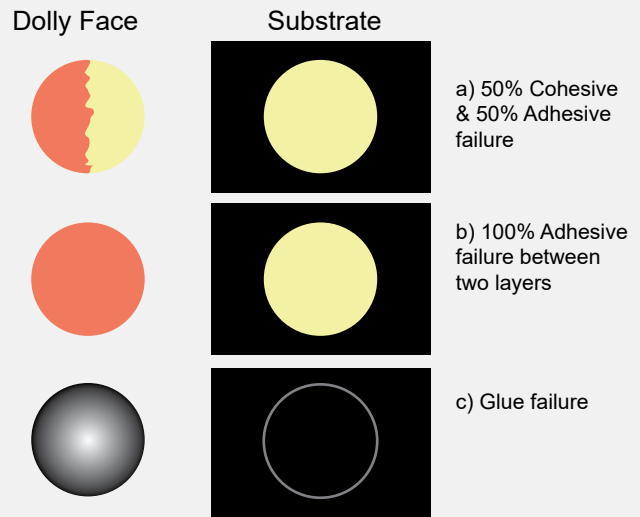 Dolly Face
Substrate
a) 50% Cohesive
& 50% Adhesive
failure
b) 100% Adhesive
failure between
two layers
c) Glue failure